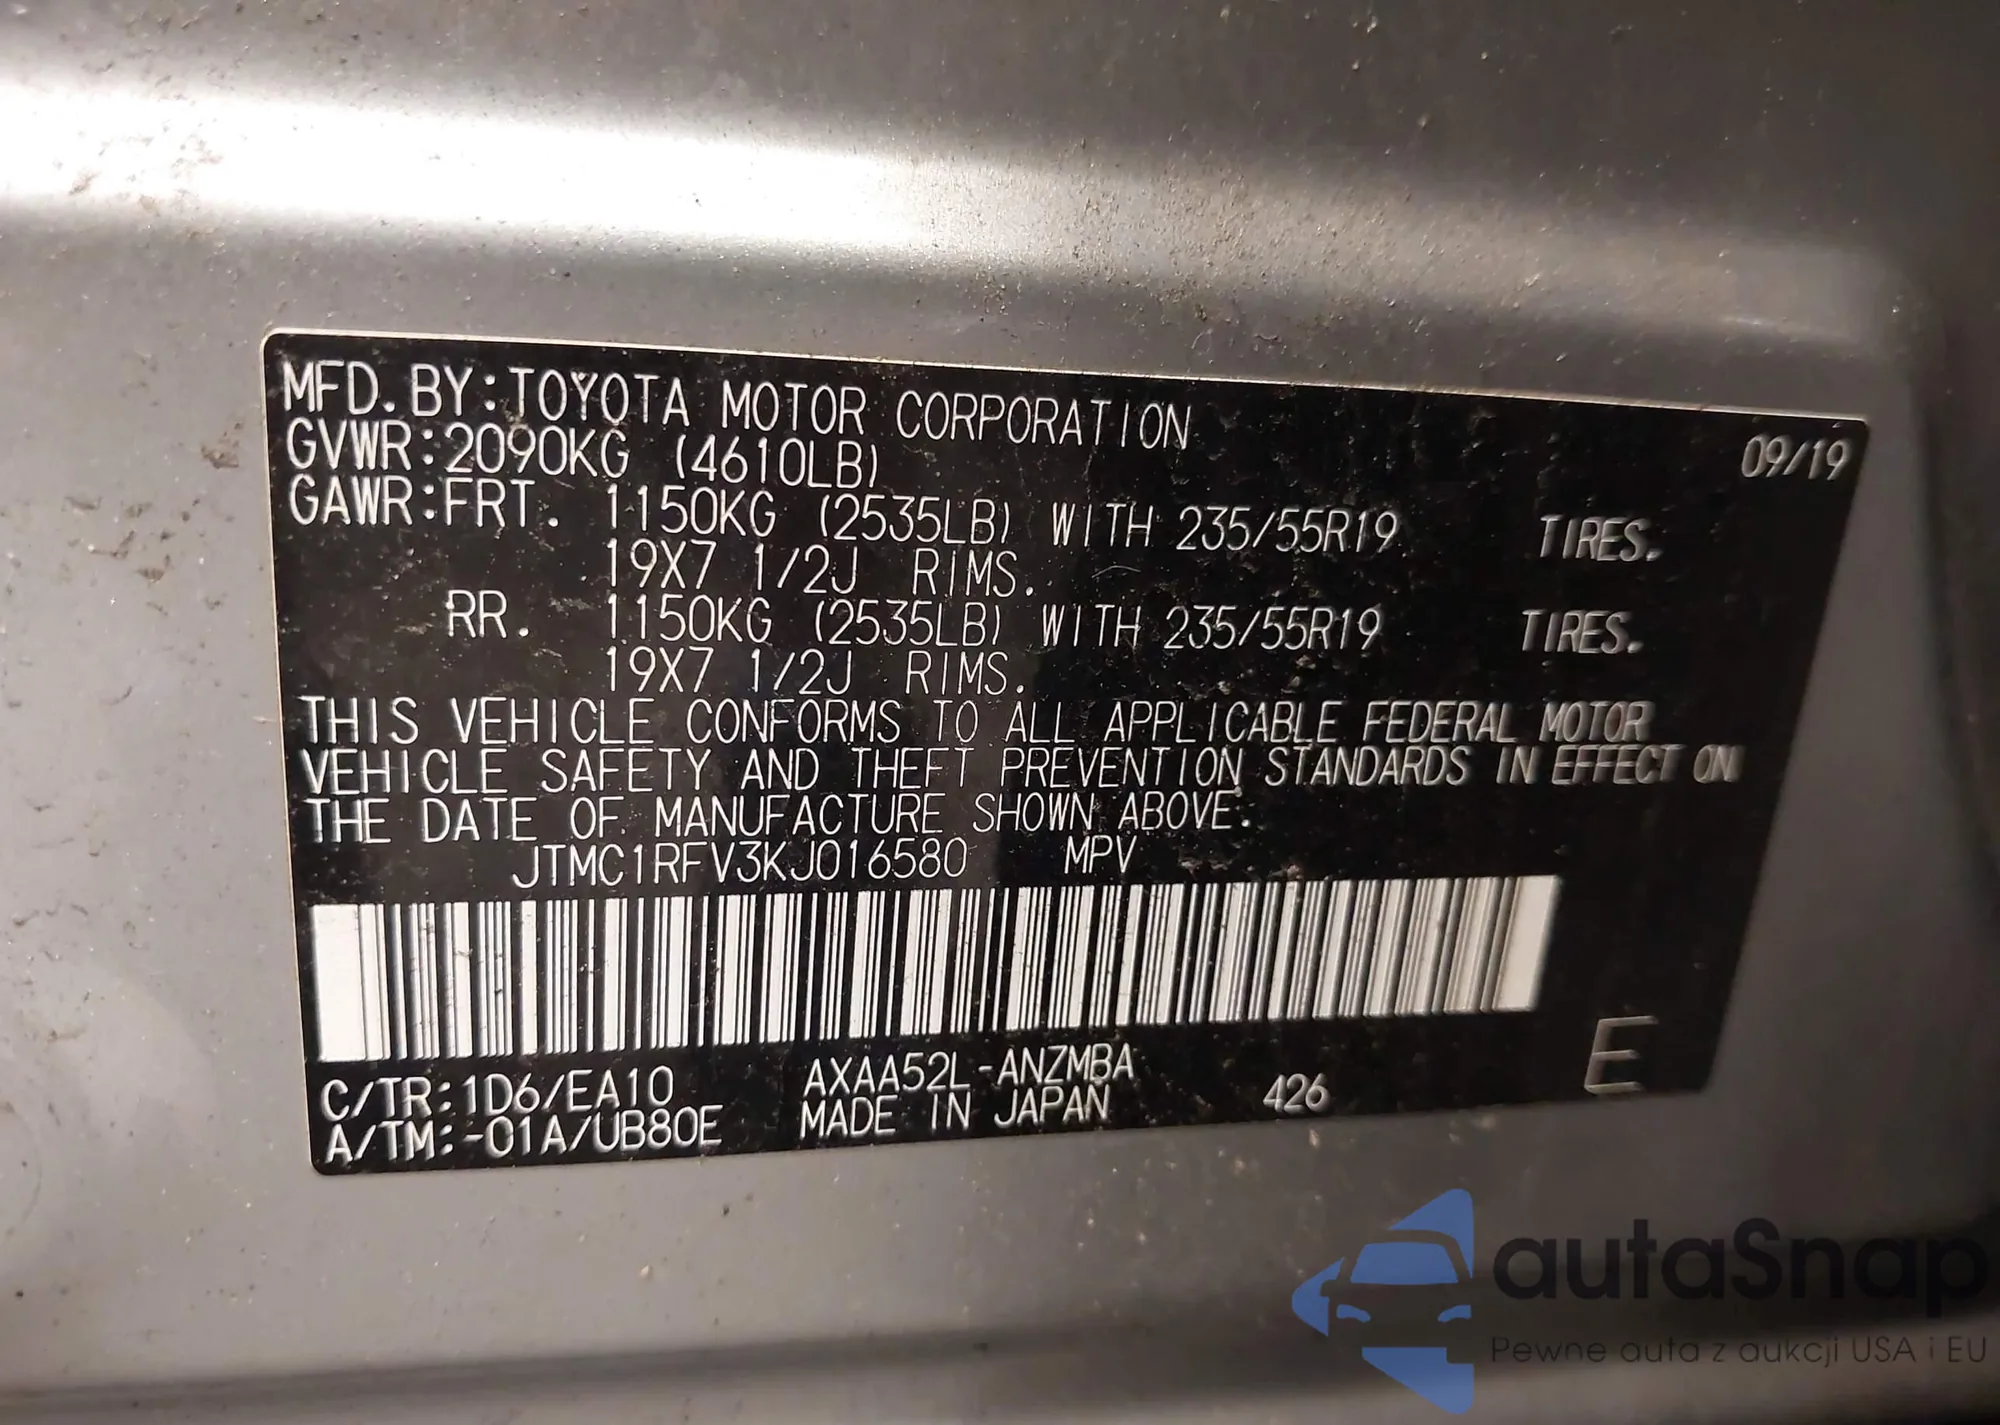 MFD. BY:TOYOTA MOTOR CORPORATION 09/19
GVWR:2090KG (4610LB)
GAWR:FRT. 1150KG (2535LB) WITH 235/55R19 TIRES.
19X7 1/2J RIMS.
RR. 1150KG (2535LB) WITH 235/55R19 TIRES.
19X7 1/2J RIMS.
THIS VEHICLE CONFORMS TO ALL APPLICABLE FEDERAL MOTOR
VEHICLE SAFETY AND THEFT PREVENTION STANDARDS IN EFFECT ON
THE DATE OF MANUFACTURE SHOWN ABOVE.
JTMC1RFV3KJ016580 MPV
E
C/TR:1D6/EA10 AXAA52L-ANZMBA
A/TM:-01A/UB80E MADE IN JAPAN 426
autaSnap
Pewne auta z aukcji USA i EU